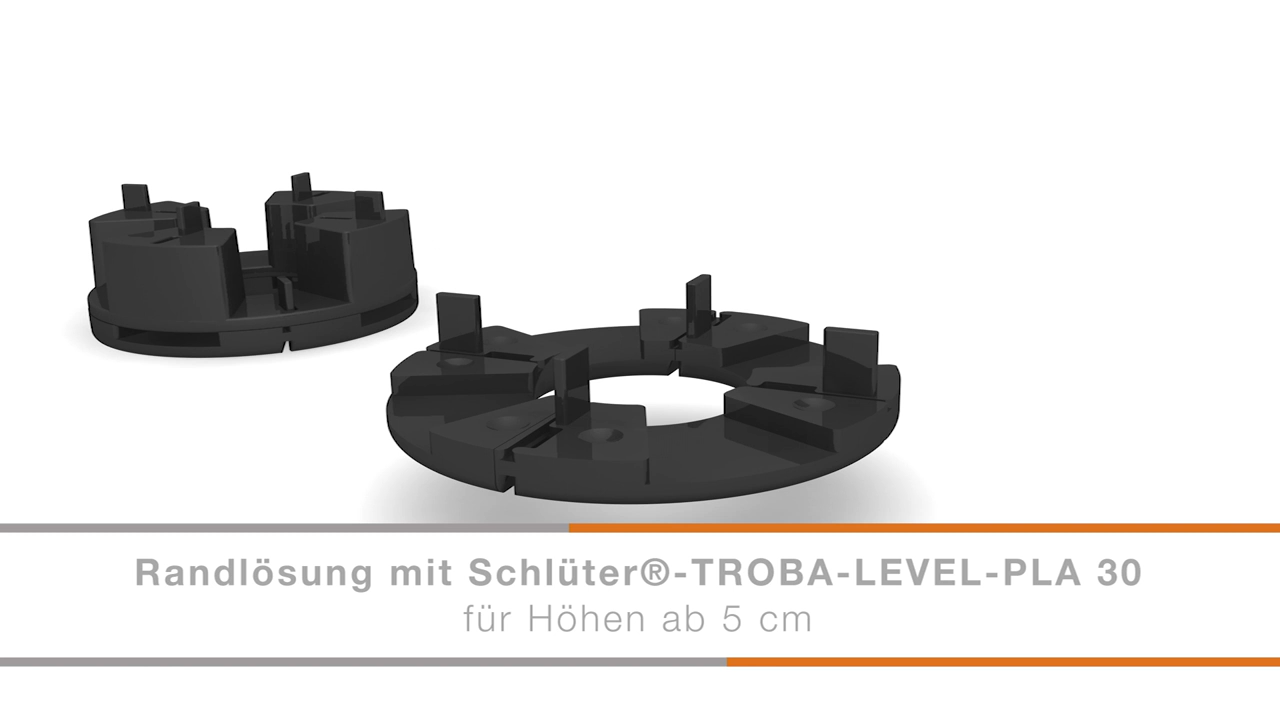 Randlösung mit Schlüter®-TROBA-LEVEL-PLA 30
für Höhen ab 5 cm